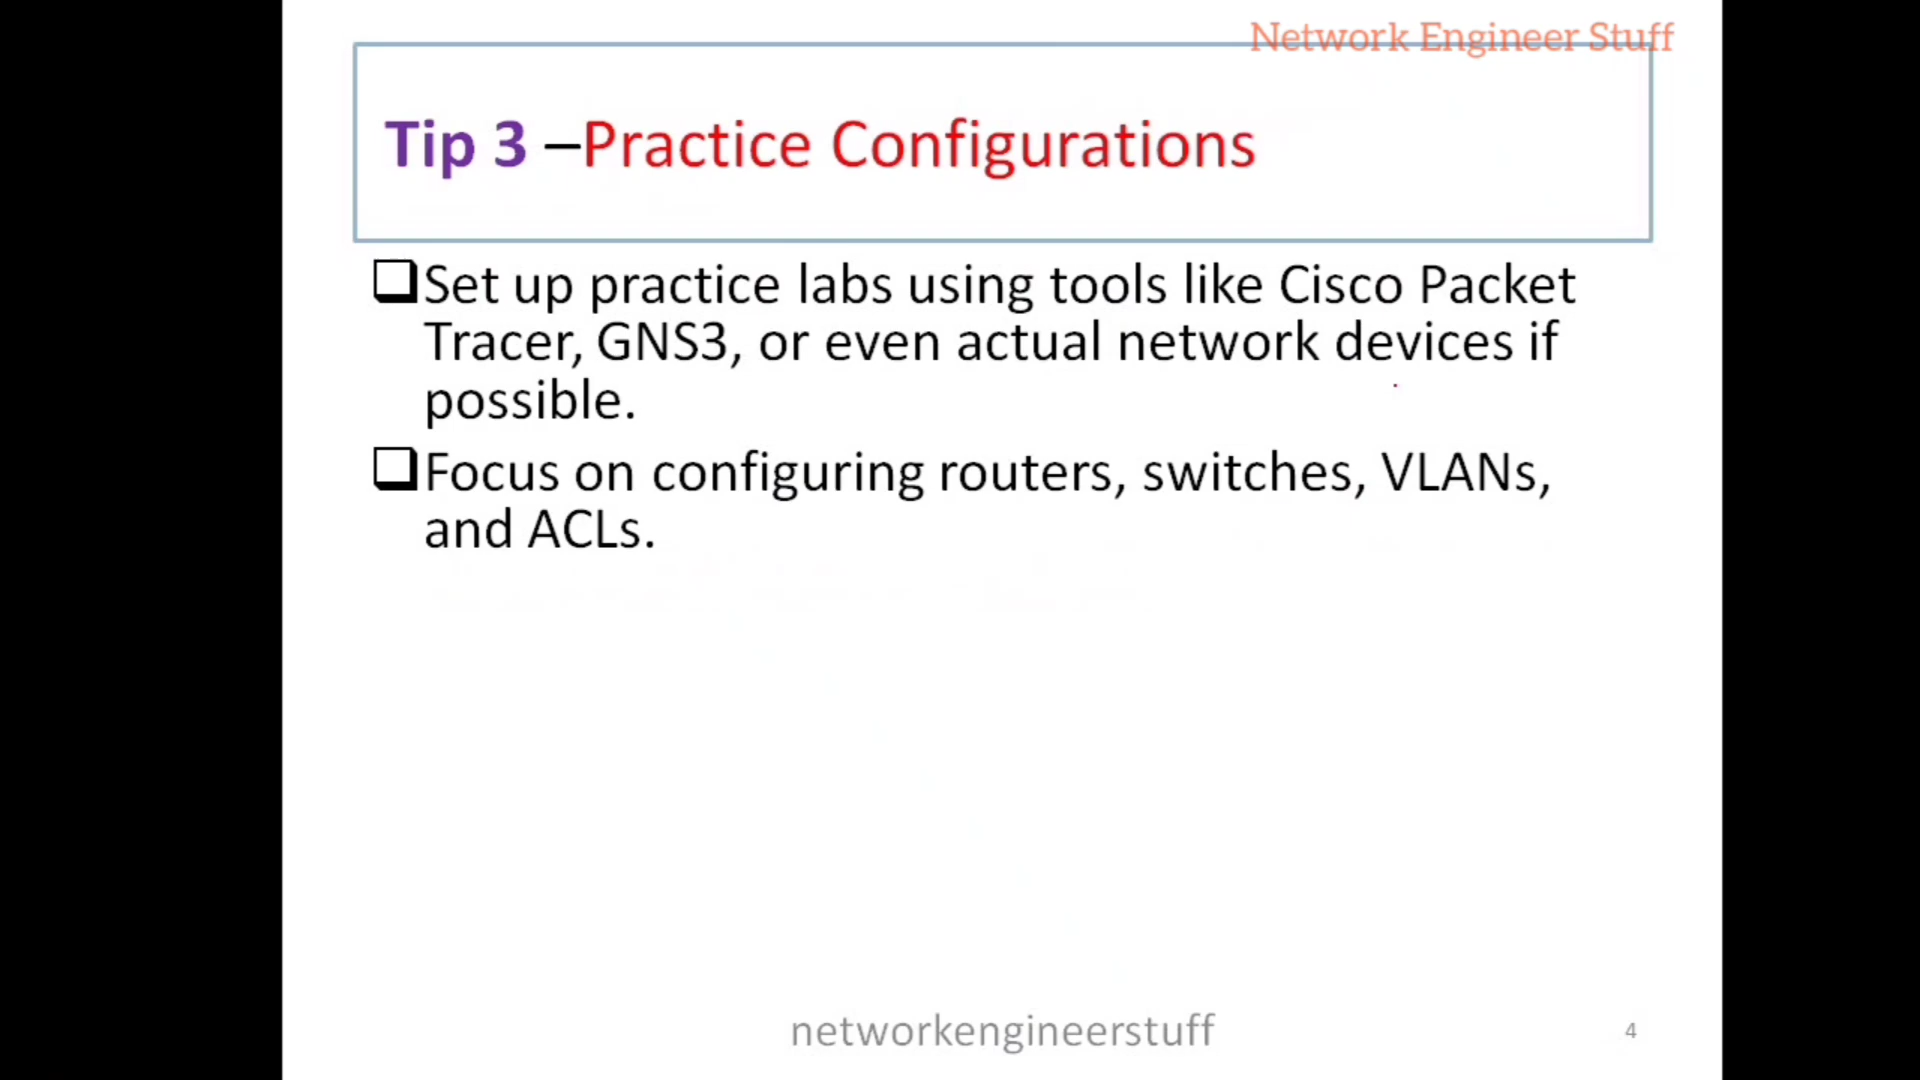 Network Engineer Stuff
Tip 3 –Practice Configurations
Set up practice labs using tools like Cisco Packet
Tracer, GNS3, or even actual network devices if
possible.
Focus on configuring routers, switches, VLANs,
and ACLs.
networkengineerstuff
4